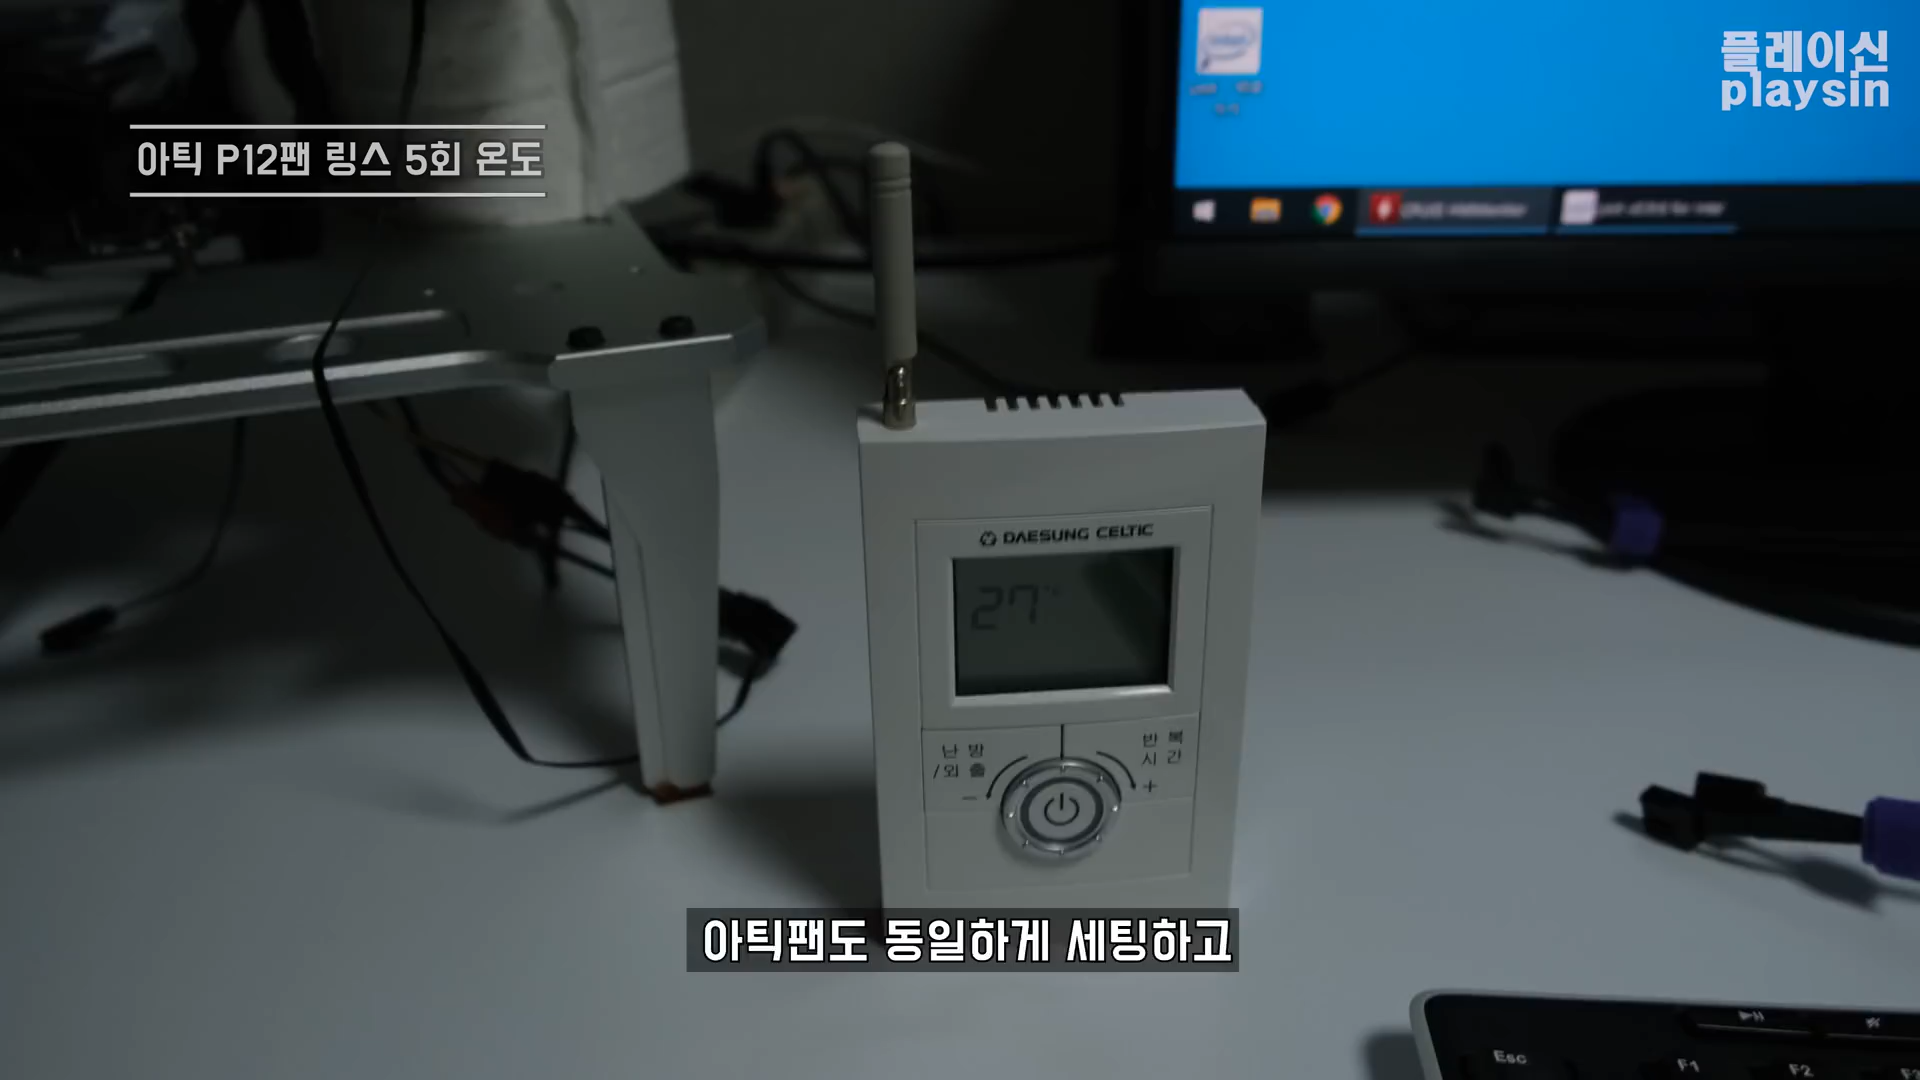 플레이신
playsin
아틱 P12팬 링스 5회 온도
DAESUNG CELTIC
27
난방
/외출
반복
시간
-
+
아틱팬도 동일하게 세팅하고
Esc
F1
F2